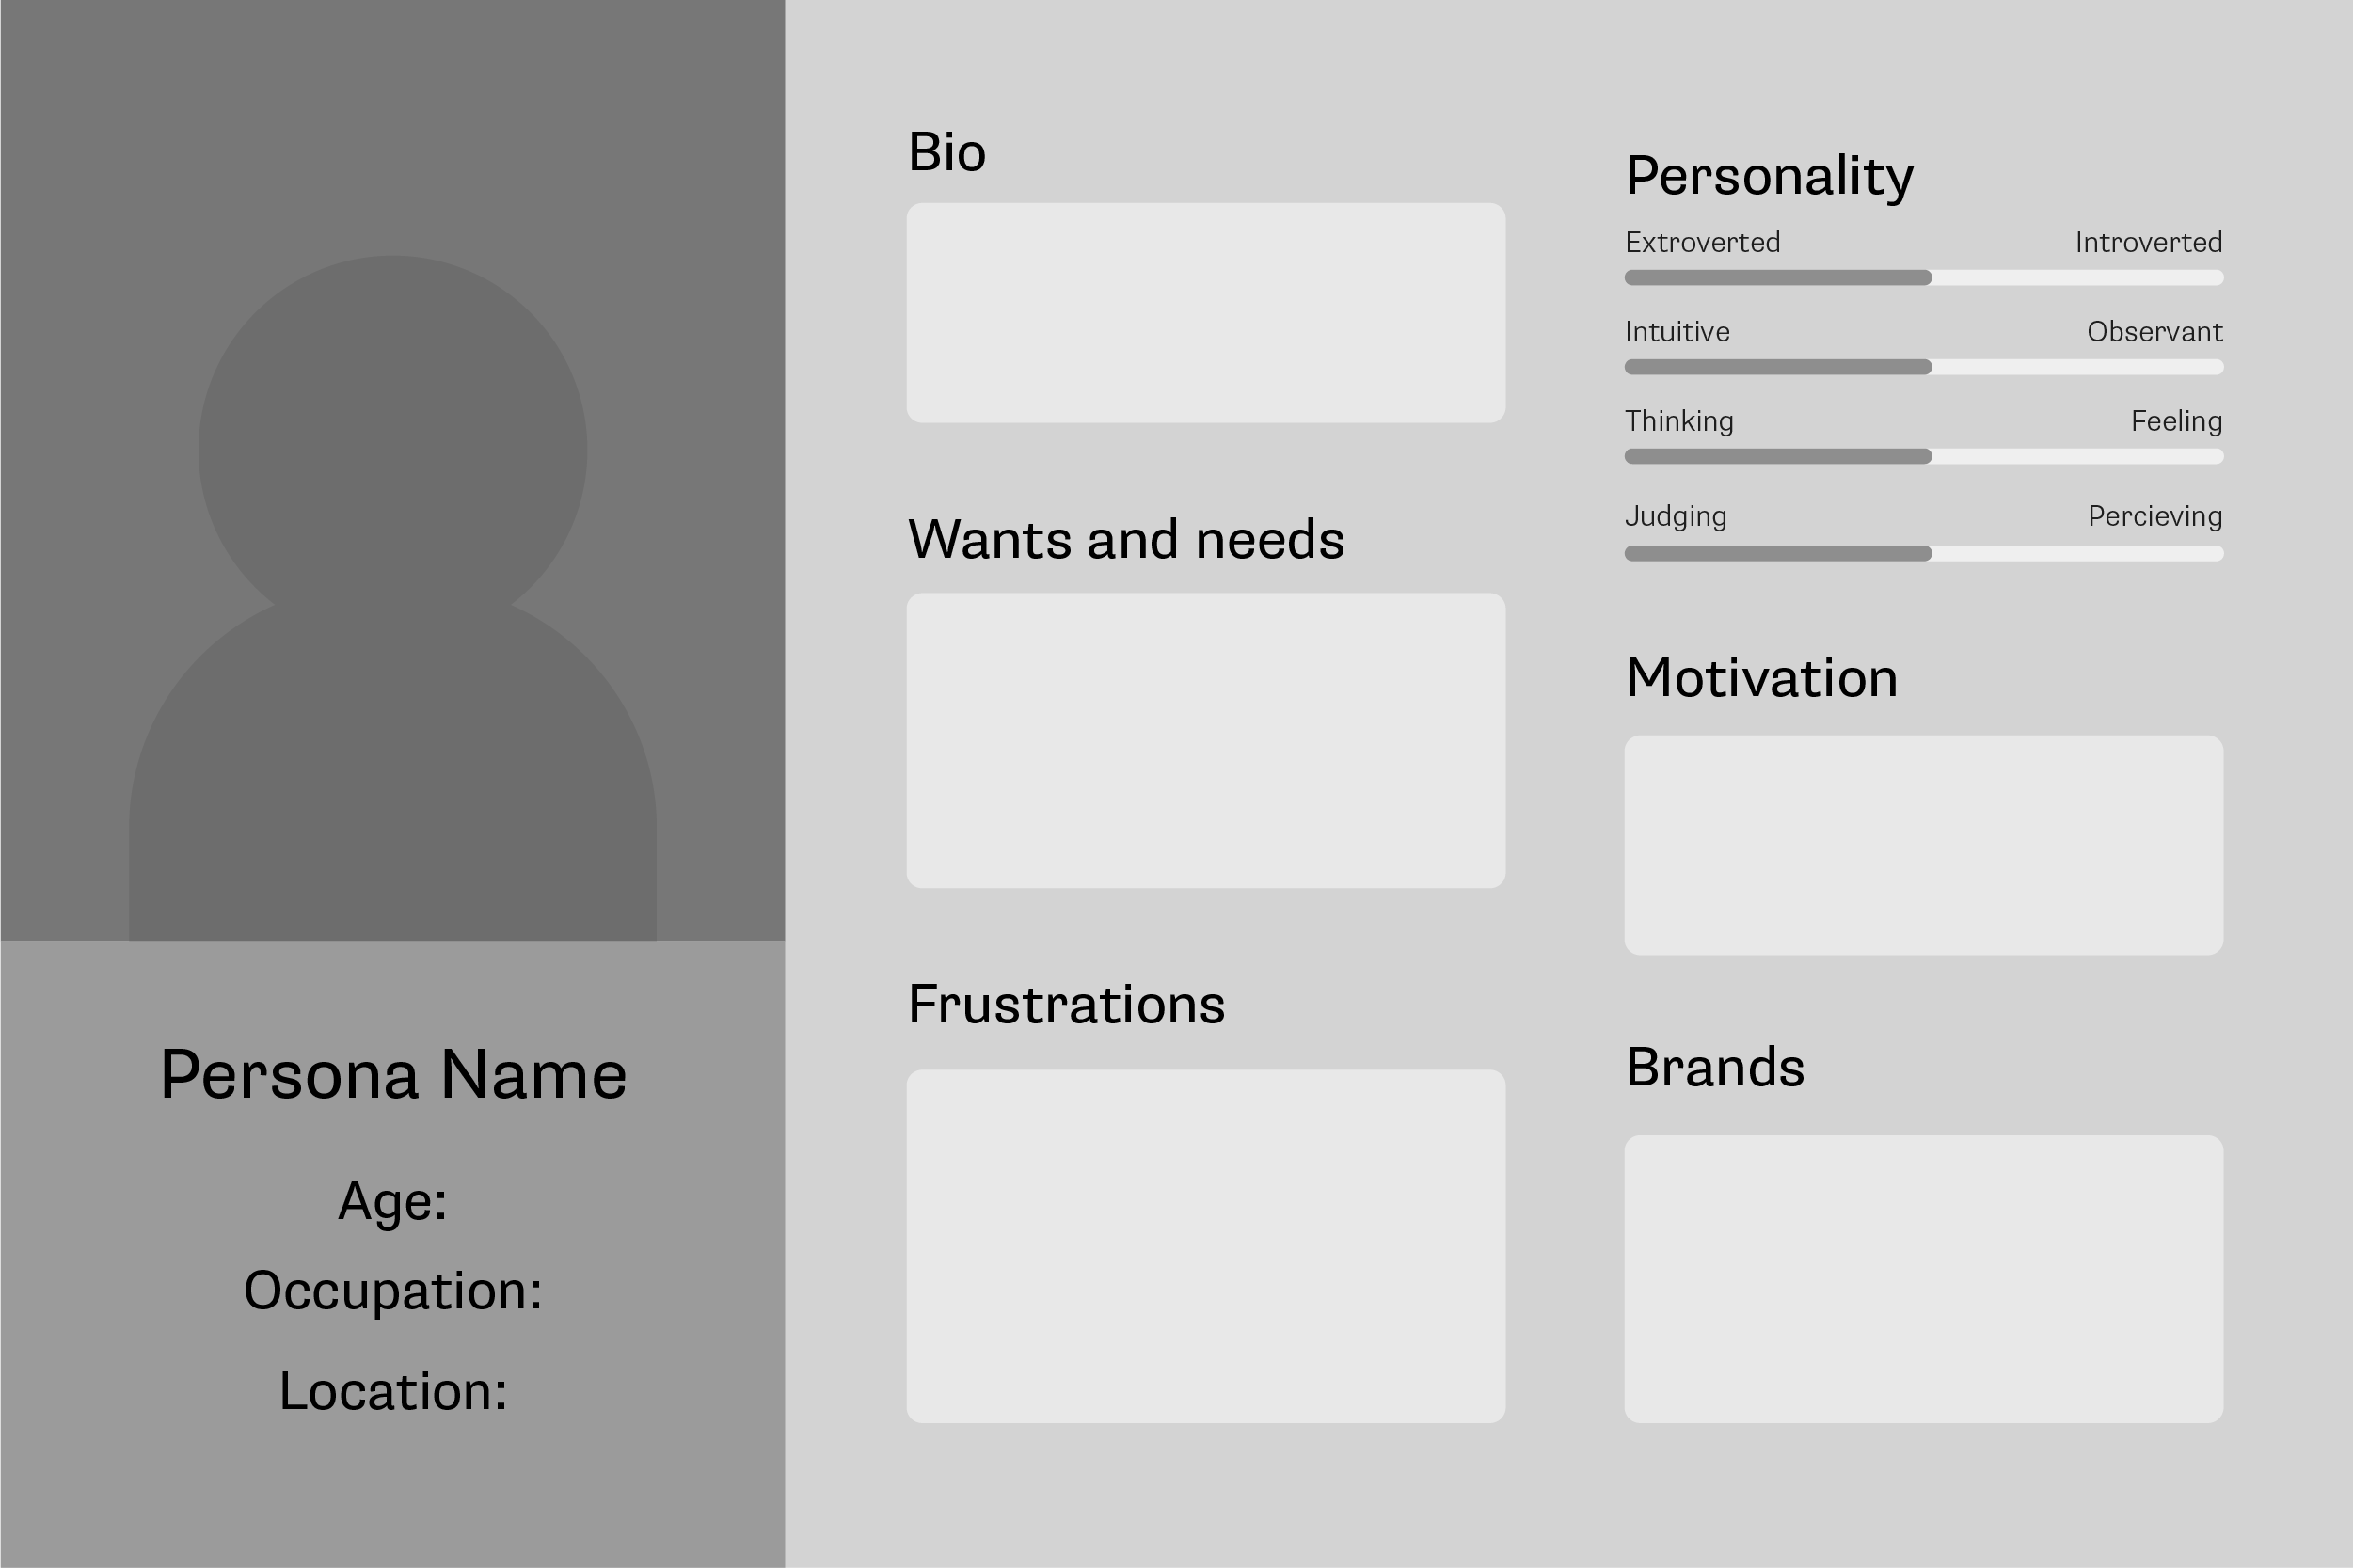 Persona Name
Age:
Occupation:
Location:
Bio
Wants and needs
Frustrations
Personality
Extroverted Introverted
Intuitive Observant
Thinking Feeling
Judging Percieving
Motivation
Brands